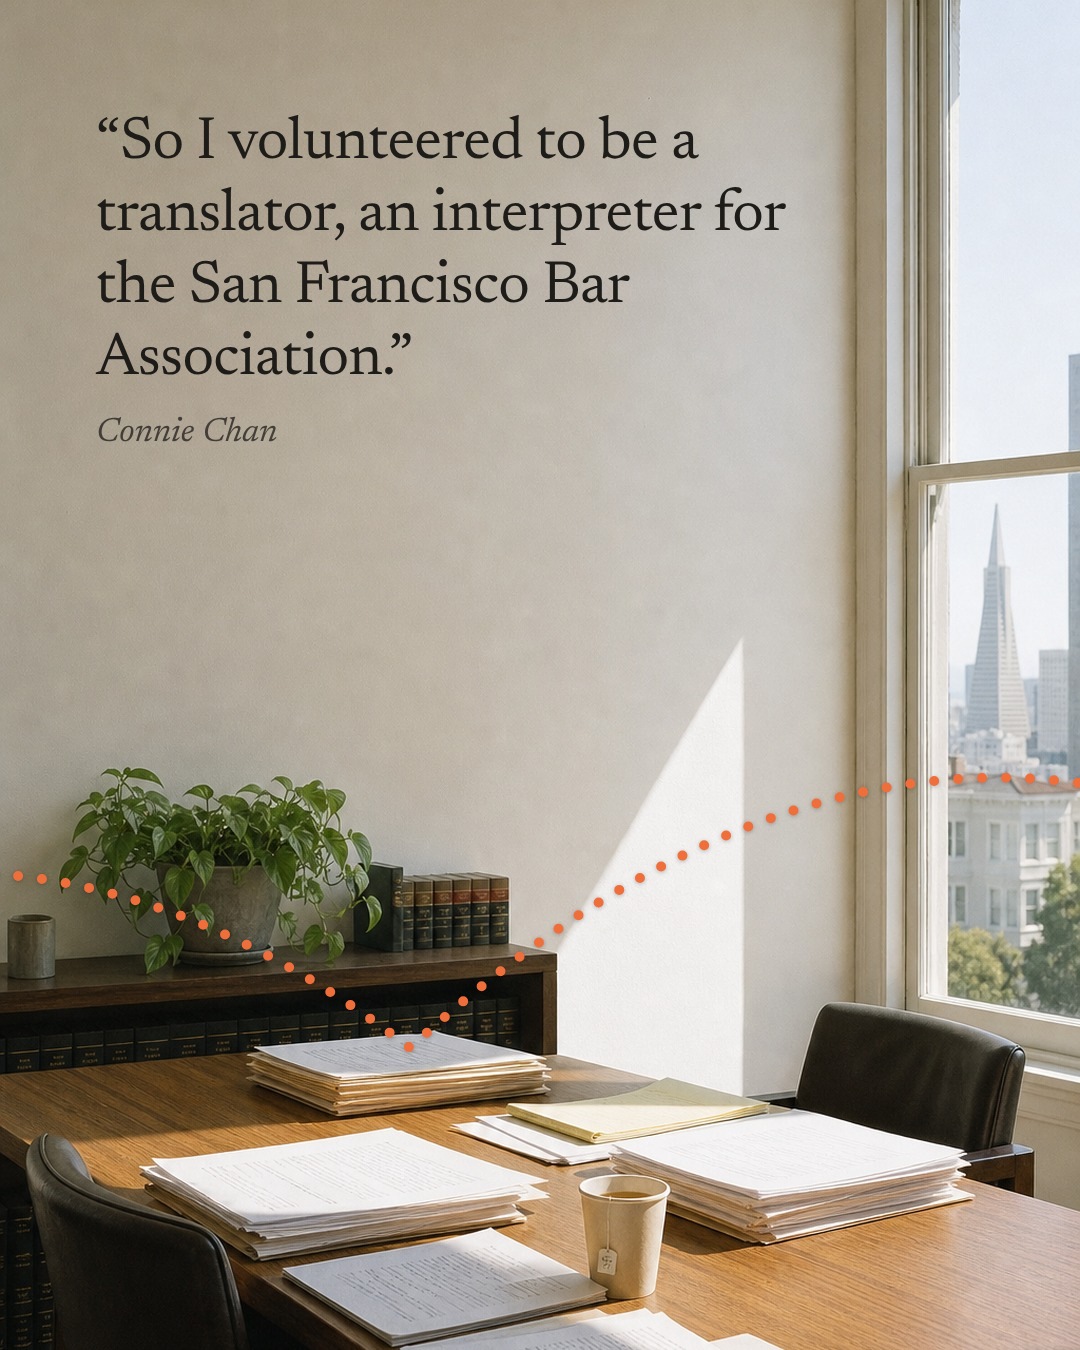 “So I volunteered to be a
translator, an interpreter for
the San Francisco Bar
Association.”
Connie Chan